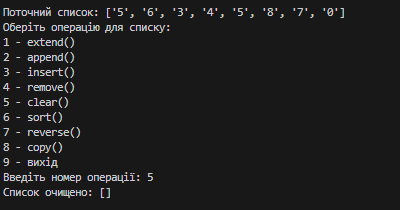 Поточний список: ['5', '6', '3', '4', '5', '8', '7', '0']
Оберіть операцію для списку:
1 - extend()
2 - append()
3 - insert()
4 - remove()
5 - clear()
6 - sort()
7 - reverse()
8 - copy()
9 - вихід
Введіть номер операції: 5
Список очищено: []